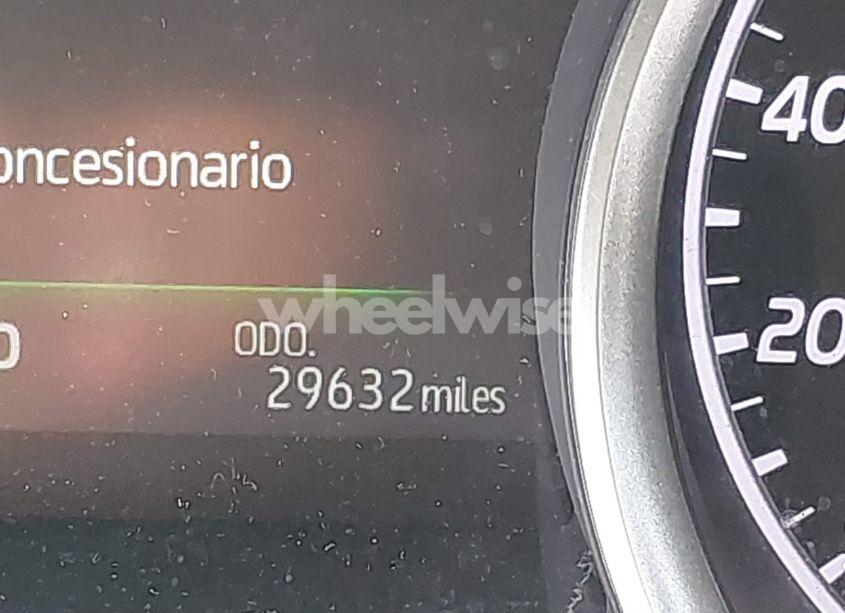 oncesionario
40
wheelwise
20
ODO.
29632 miles